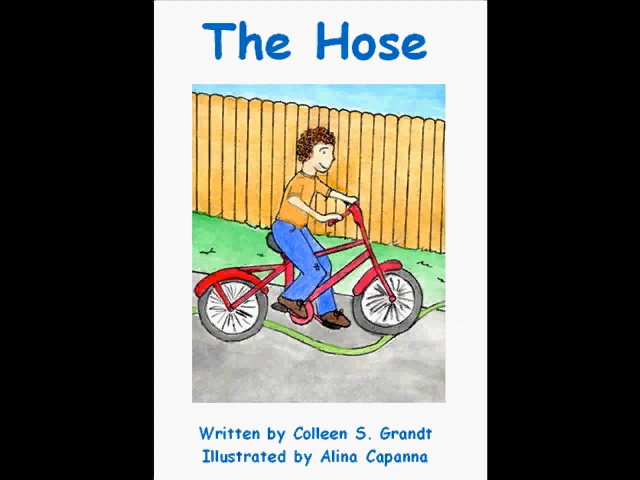 The Hose
Written by Colleen S. Grandt
Illustrated by Alina Capanna